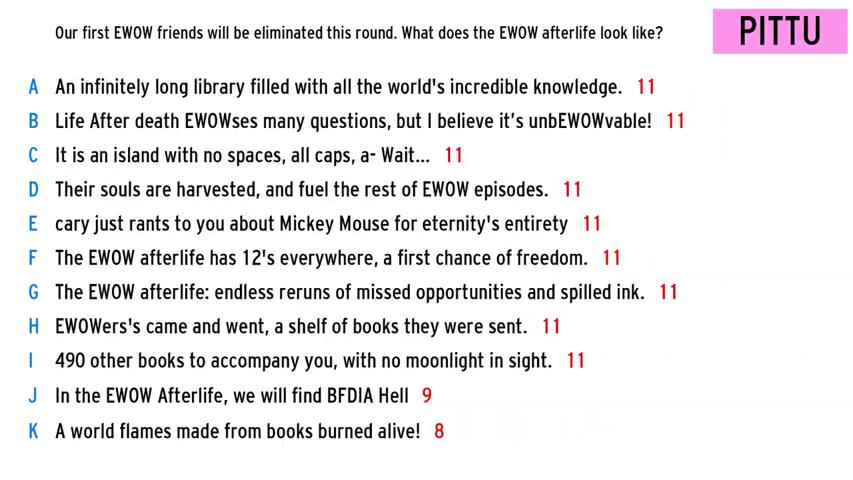 Our first EWOW friends will be eliminated this round. What does the EWOW afterlife look like?
PITTU
A An infinitely long library filled with all the world's incredible knowledge. 11
B Life After death EWOWses many questions, but I believe it’s unbEWOWvable! 11
C It is an island with no spaces, all caps, a- Wait... 11
D Their souls are harvested, and fuel the rest of EWOW episodes. 11
E cary just rants to you about Mickey Mouse for eternity's entirety 11
F The EWOW afterlife has 12's everywhere, a first chance of freedom. 11
G The EWOW afterlife: endless reruns of missed opportunities and spilled ink. 11
H EWOWers's came and went, a shelf of books they were sent. 11
I 490 other books to accompany you, with no moonlight in sight. 11
J In the EWOW Afterlife, we will find BFDIA Hell 9
K A world flames made from books burned alive! 8